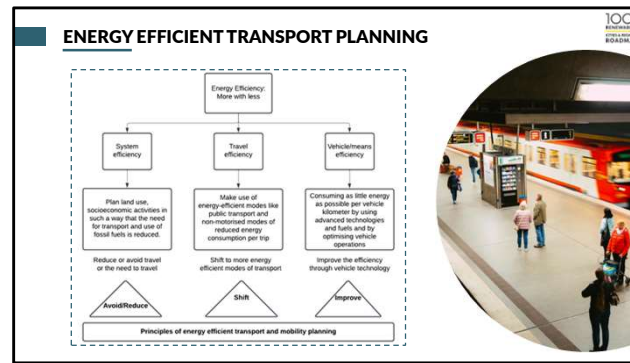 ENERGY EFFICIENT TRANSPORT PLANNING
100
RENEWAB
ROADM
Energy Efficiency:
More with less
System
efficiency
Travel
efficiency
Vehicle/means
efficiency
Plan land use,
socioeconomic activities in
such a way that the need
for transport and use of
fossil fuels is reduced.
Make use of
energy-efficient modes like
public transport and
non-motorised modes of
reduced energy
consumption per trip
Consuming as little energy
as possible per vehicle
kilometer by using
advanced technologies
and fuels and by
optimising vehicle
operations
Reduce or avoid travel
or the need to travel
Shift to more energy
efficient modes of transport
Improve the efficiency
through vehicle technology
Avoid/Reduce
Shift
Improve
Principles of energy efficient transport and mobility planning